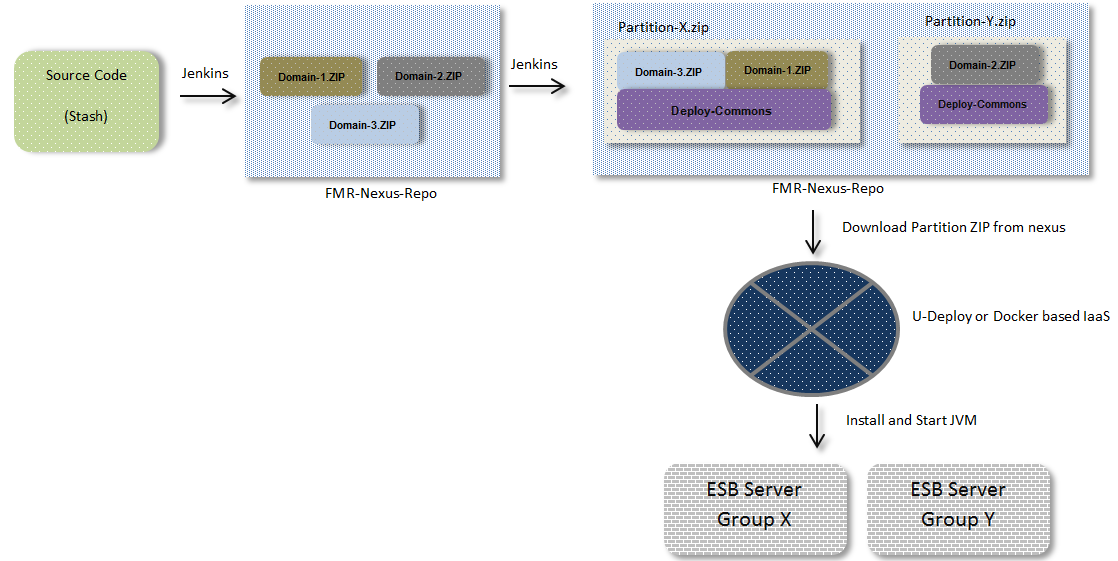 Source Code
(Stash)
Jenkins
Domain-1.ZIP
Domain-2.ZIP
Domain-3.ZIP
FMR-Nexus-Repo
Jenkins
Partition-X.zip
Domain-3.ZIP
Domain-1.ZIP
Deploy-Commons
Partition-Y.zip
Domain-2.ZIP
Deploy-Commons
FMR-Nexus-Repo
Download Partition ZIP from nexus
U-Deploy or Docker based IaaS
Install and Start JVM
ESB Server
Group X
ESB Server
Group Y